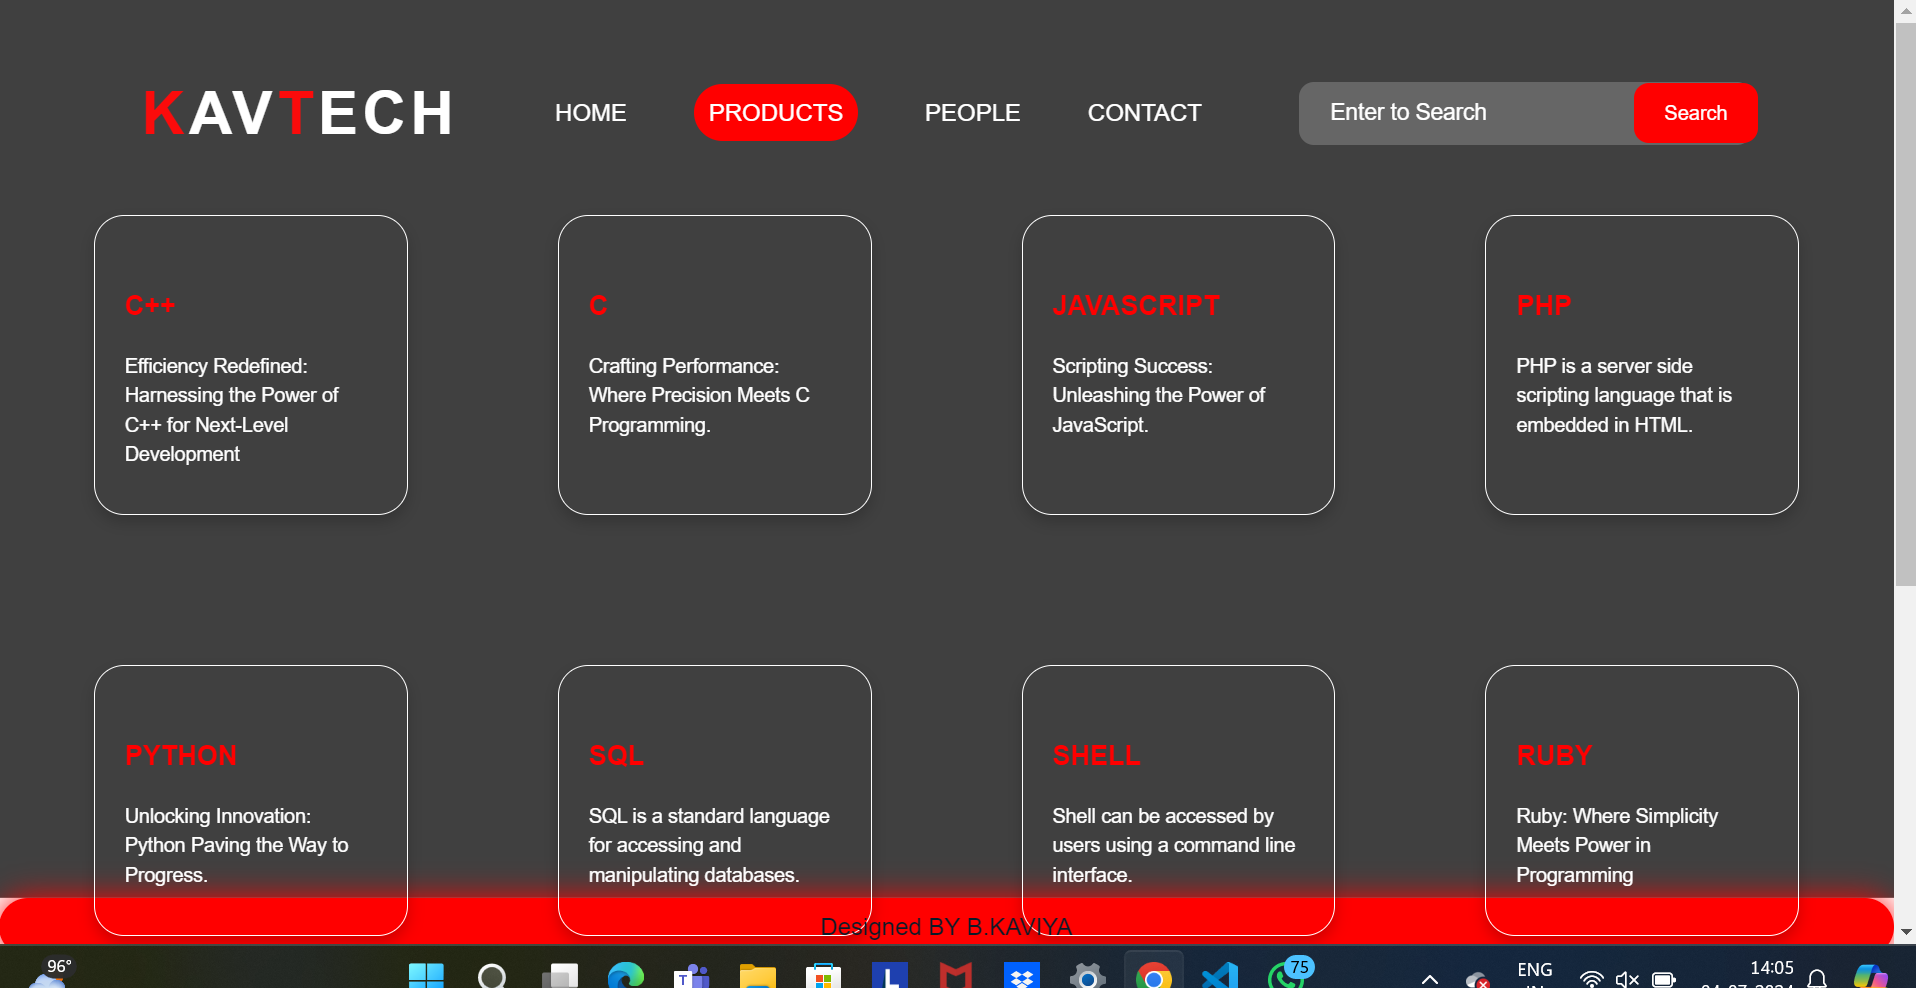 KAVTECH
HOME
PRODUCTS
PEOPLE
CONTACT
Enter to Search
Search
C++
Efficiency Redefined:
Harnessing the Power of
C++ for Next-Level
Development
C
Crafting Performance:
Where Precision Meets C
Programming.
JAVASCRIPT
Scripting Success:
Unleashing the Power of
JavaScript.
PHP
PHP is a server side
scripting language that is
embedded in HTML.
PYTHON
Unlocking Innovation:
Python Paving the Way to
Progress.
SQL
SQL is a standard language
for accessing and
manipulating databases.
SHELL
Shell can be accessed by
users using a command line
interface.
RUBY
Ruby: Where Simplicity
Meets Power in
Programming
Designed BY B.KAVIYA
96°
T
L
75
ENG
14:05